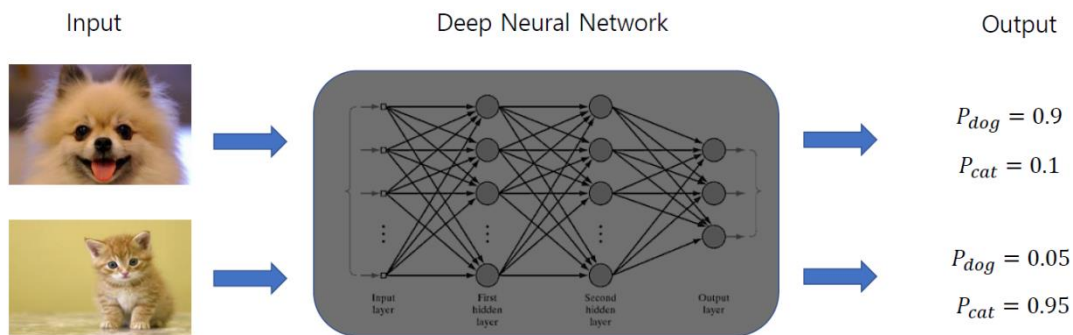 Input
Deep Neural Network
Output
P_dog = 0.9
P_cat = 0.1
P_dog = 0.05
P_cat = 0.95
Input
layer
First
hidden
layer
Second
hidden
layer
Output
layer